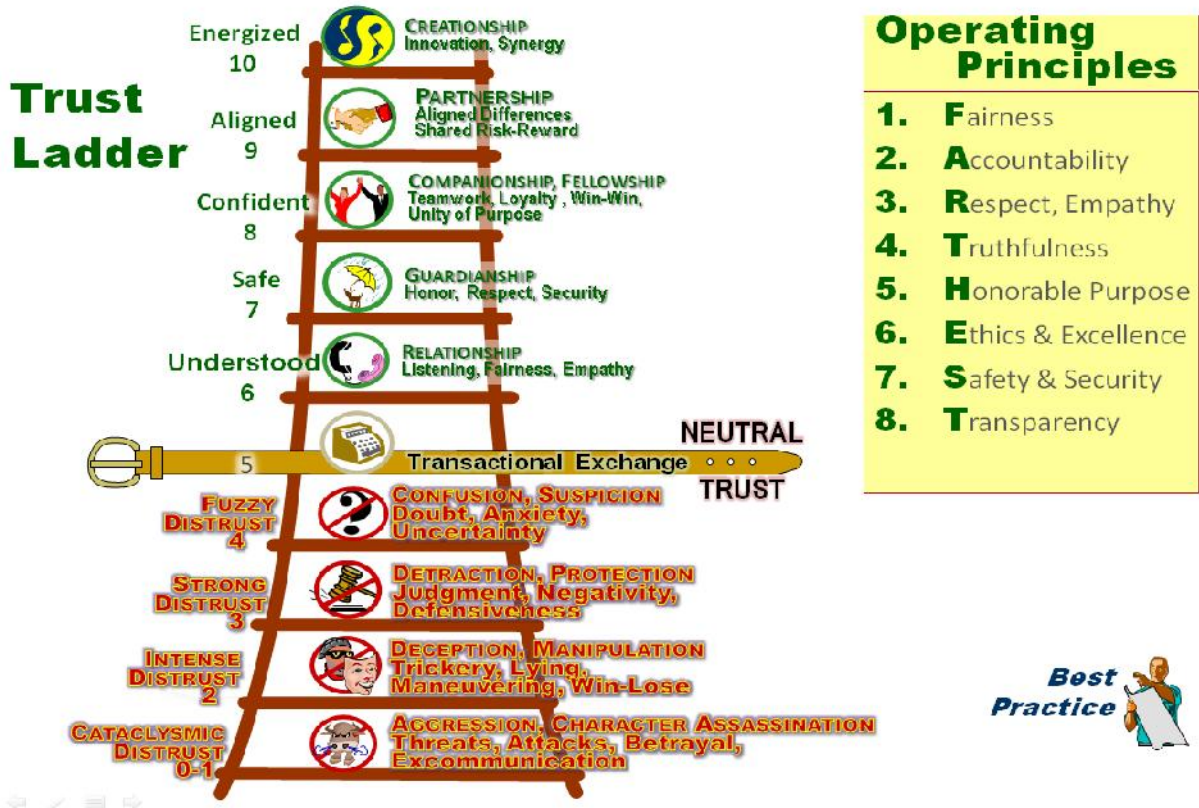 Trust
Ladder
Energized
10
CREATIONSHIP
Innovation, Synergy
Aligned
9
PARTNERSHIP
Aligned Differences
Shared Risk-Reward
Confident
8
COMPANIONSHIP, FELLOWSHIP
Teamwork, Loyalty , Win-Win,
Unity of Purpose
Safe
7
GUARDIANSHIP
Honor, Respect, Security
Understood
6
RELATIONSHIP
Listening, Fairness, Empathy
5
Transactional Exchange
NEUTRAL
TRUST
FUZZY
DISTRUST
4
CONFUSION, SUSPICION
Doubt, Anxiety,
Uncertainty
STRONG
DISTRUST
3
DETRACTION, PROTECTION
Judgment, Negativity,
Defensiveness
INTENSE
DISTRUST
2
DECEPTION, MANIPULATION
Trickery, Lying,
Maneuvering, Win-Lose
CATACLYSMIC
DISTRUST
0-1
AGGRESSION, CHARACTER ASSASSINATION
Threats, Attacks, Betrayal,
Excommunication
Operating
Principles
1. Fairness
2. Accountability
3. Respect, Empathy
4. Truthfulness
5. Honorable Purpose
6. Ethics & Excellence
7. Safety & Security
8. Transparency
Best
Practice